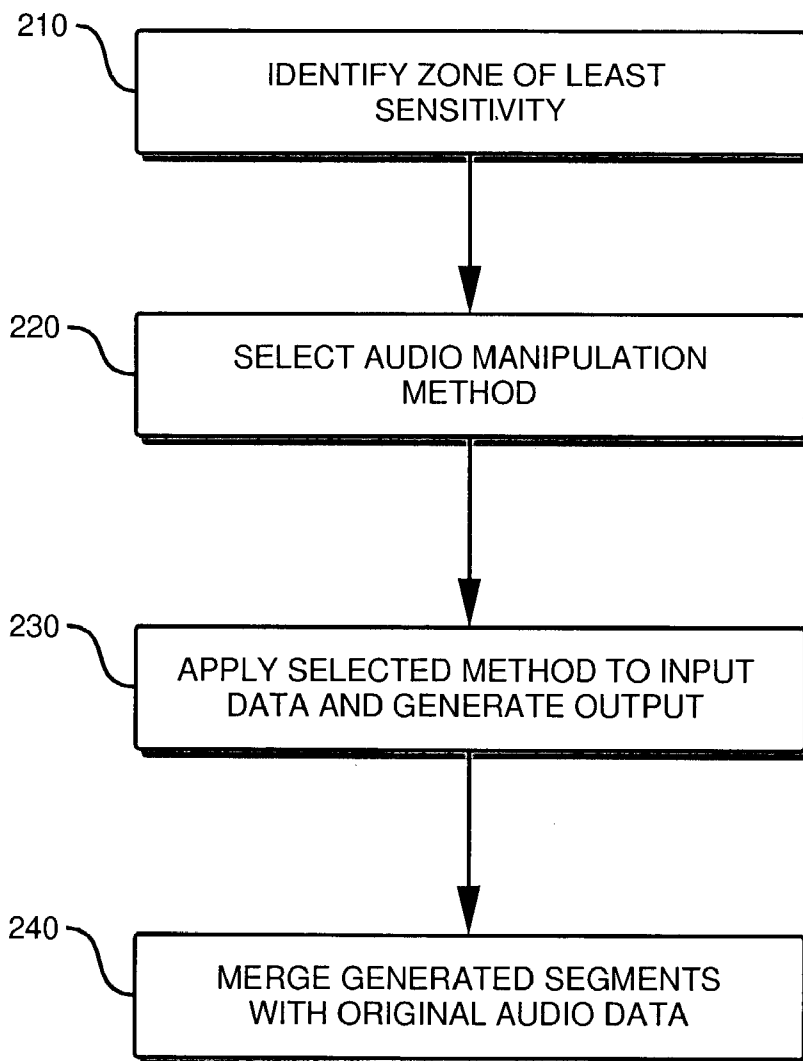 210
IDENTIFY ZONE OF LEAST
SENSITIVITY
220
SELECT AUDIO MANIPULATION
METHOD
230
APPLY SELECTED METHOD TO INPUT
DATA AND GENERATE OUTPUT
240
MERGE GENERATED SEGMENTS
WITH ORIGINAL AUDIO DATA